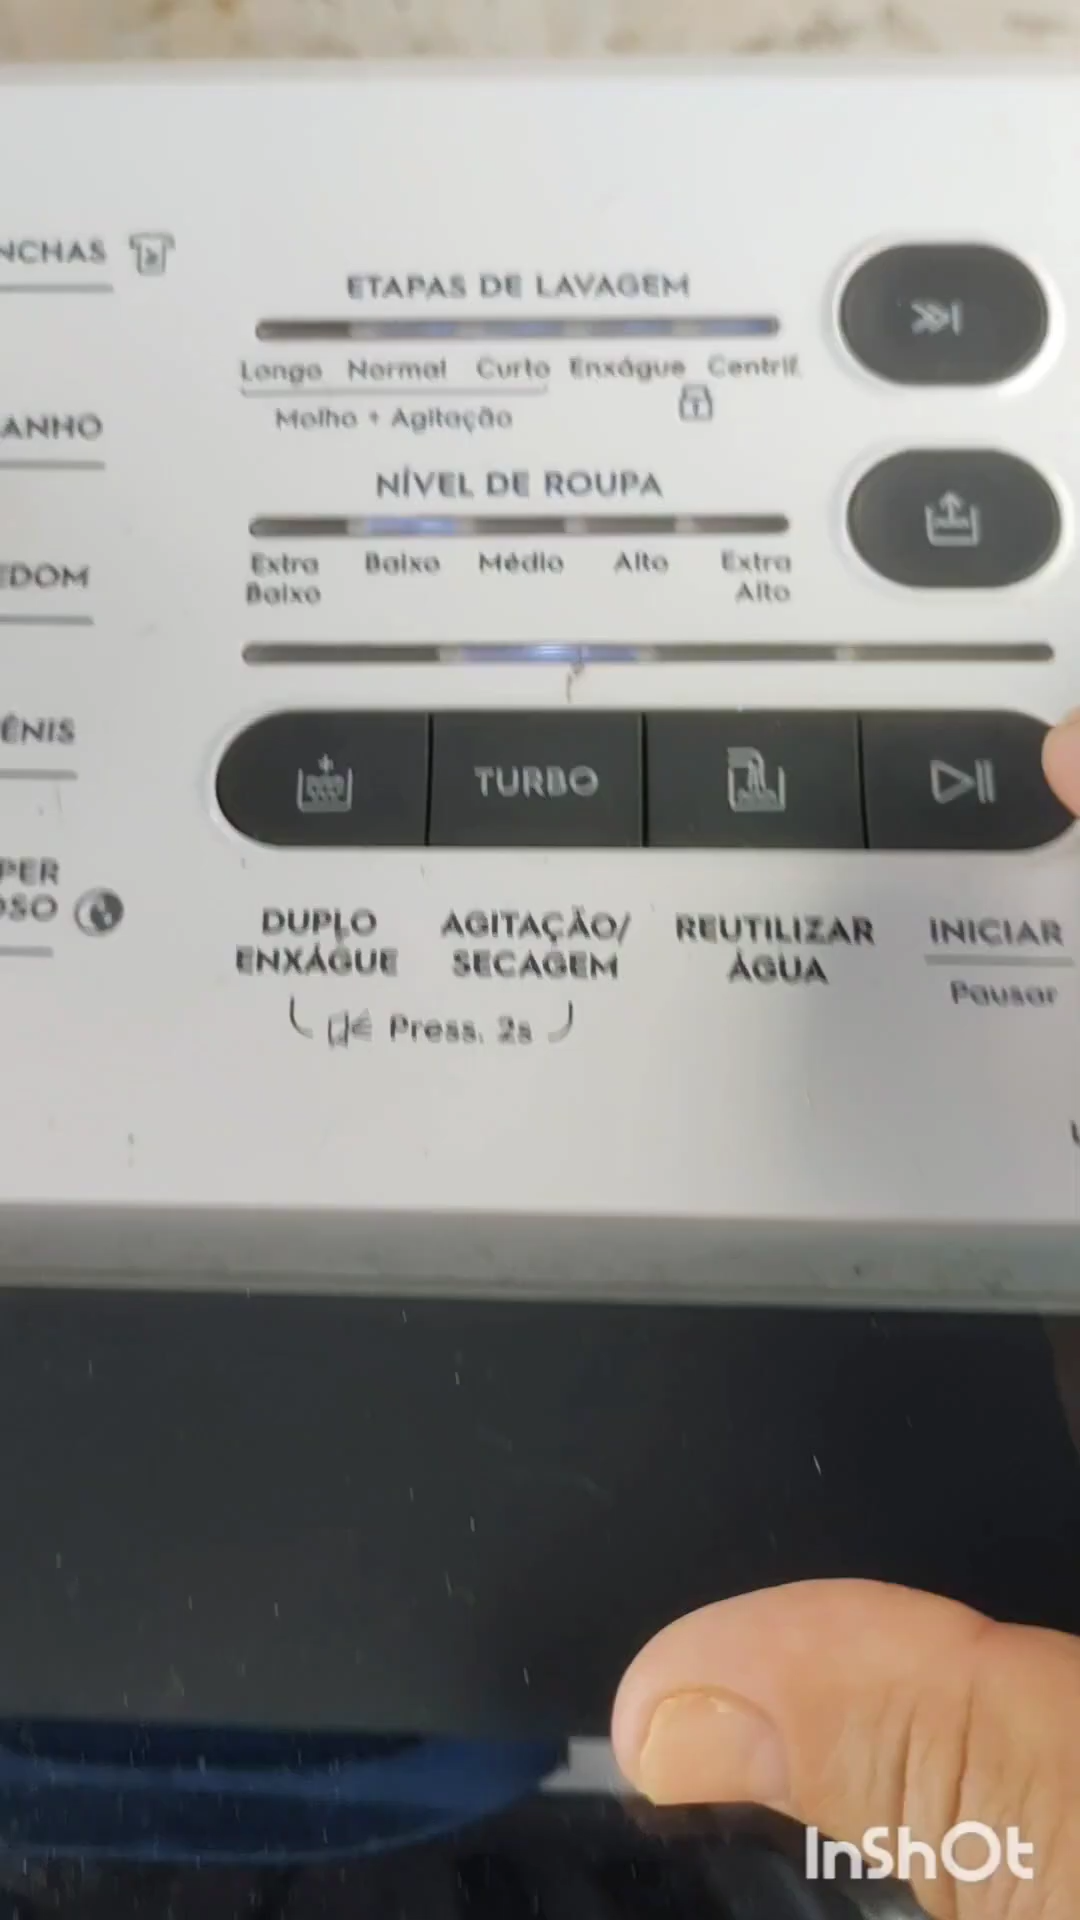 NCHAS
ANHO
EDOM
ÊNIS
PER
OSO
ETAPAS DE LAVAGEM
Longo Normal Curto Enxágue Centrif.
Molho + Agitação
NÍVEL DE ROUPA
Extra Baixo Médio Alto Extra
Baixo Alto
TURBO
DUPLO AGITAÇÃO/ REUTILIZAR INICIAR
ENXÁGUE SECAGEM ÁGUA Pausar
Press. 2s
InShOt